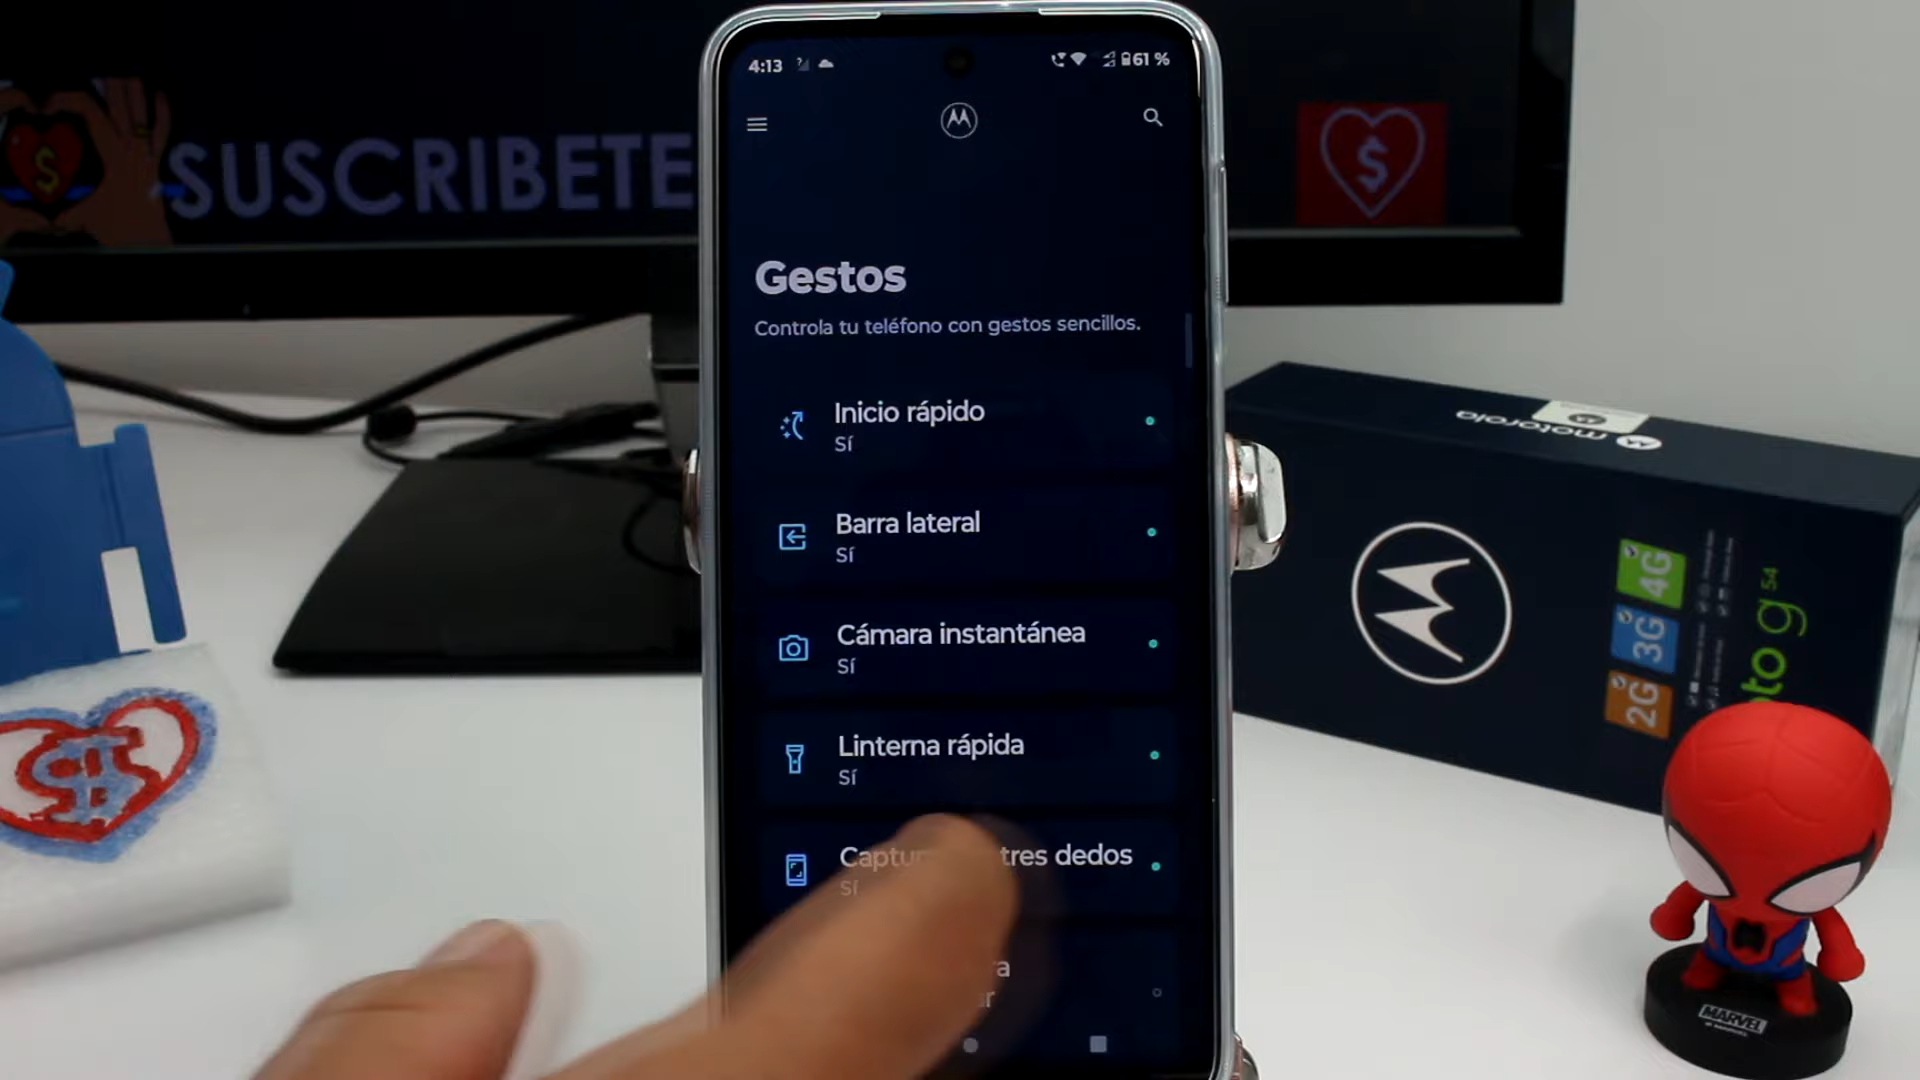 SUSCRIBETE
$
$
4:13
61 %
Gestos
Controla tu teléfono con gestos sencillos.
Inicio rápido
Sí
Barra lateral
Sí
Cámara instantánea
Sí
Linterna rápida
Sí
tres dedos
Sí
motorola
4G
3G
2G
g 54
MARVEL